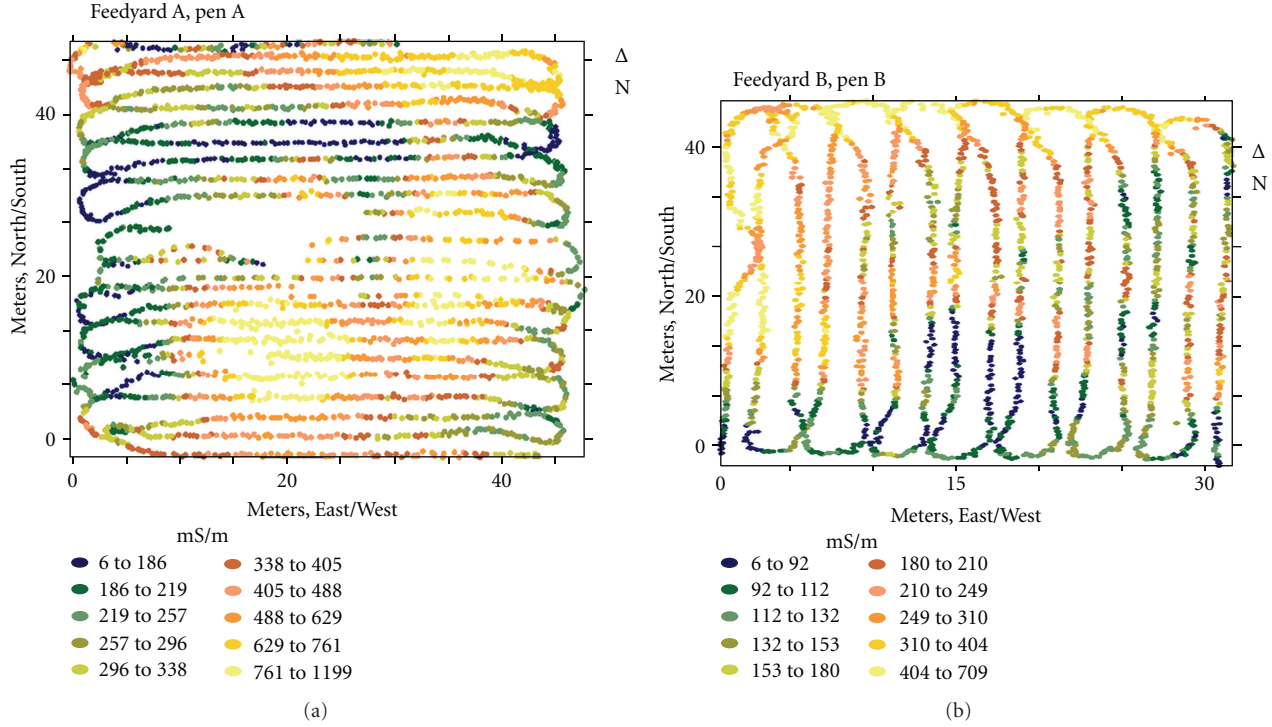 Feedyard A, pen A
Δ
N
40
20
0
Meters, North/South
0
20
40
Meters, East/West
mS/m
6 to 186
186 to 219
219 to 257
257 to 296
296 to 338
338 to 405
405 to 488
488 to 629
629 to 761
761 to 1199
(a)
Feedyard B, pen B
Δ
N
40
20
0
Meters, North/South
0
15
30
Meters, East/West
mS/m
6 to 92
92 to 112
112 to 132
132 to 153
153 to 180
180 to 210
210 to 249
249 to 310
310 to 404
404 to 709
(b)